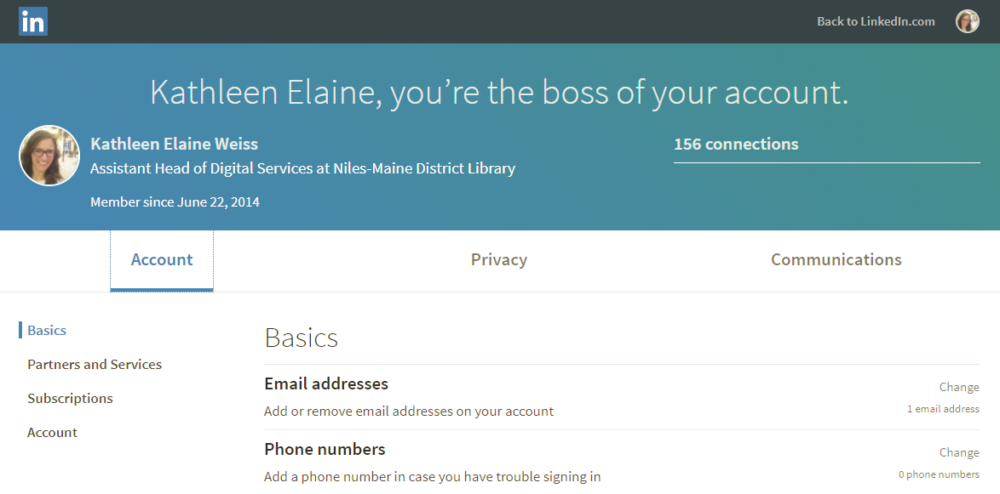 in
Back to LinkedIn.com
Kathleen Elaine, you're the boss of your account.
Kathleen Elaine Weiss
Assistant Head of Digital Services at Niles-Maine District Library
Member since June 22, 2014
156 connections
Account
Privacy
Communications
Basics
Partners and Services
Subscriptions
Account
Basics
Email addresses
Change
Add or remove email addresses on your account
1 email address
Phone numbers
Change
Add a phone number in case you have trouble signing in
0 phone numbers